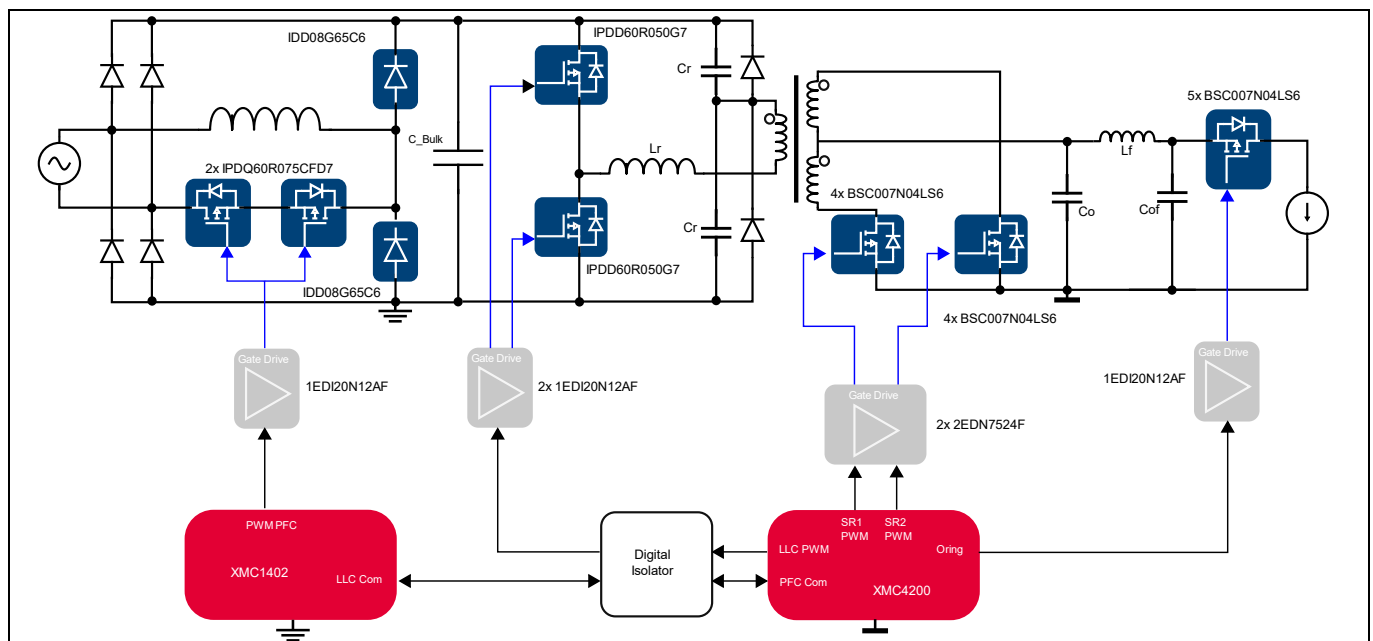 IDD08G65C6
IPDD60R050G7
Cr
5x BSC007N04LS6
C_Bulk
Lr
Lf
2x IPDQ60R075CFD7
4x BSC007N04LS6
Co
Cof
Cr
IDD08G65C6
IPDD60R050G7
4x BSC007N04LS6
Gate Drive
1EDI20N12AF
Gate Drive
2x 1EDI20N12AF
Gate Drive
2x 2EDN7524F
Gate Drive
1EDI20N12AF
PWM PFC
XMC1402
LLC Com
Digital
Isolator
SR1
PWM
SR2
PWM
LLC PWM
Oring
PFC Com
XMC4200